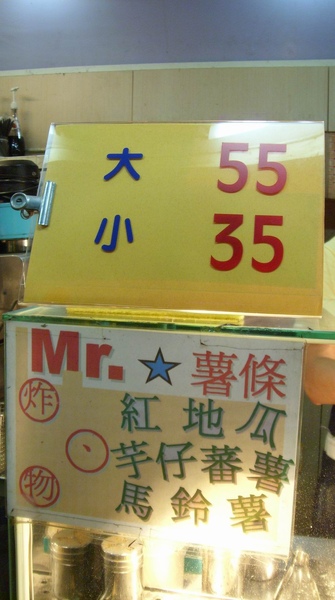 大 55
小 35
Mr. ★ 薯條
炸 紅地瓜
、芋仔蕃薯
物 馬鈴薯